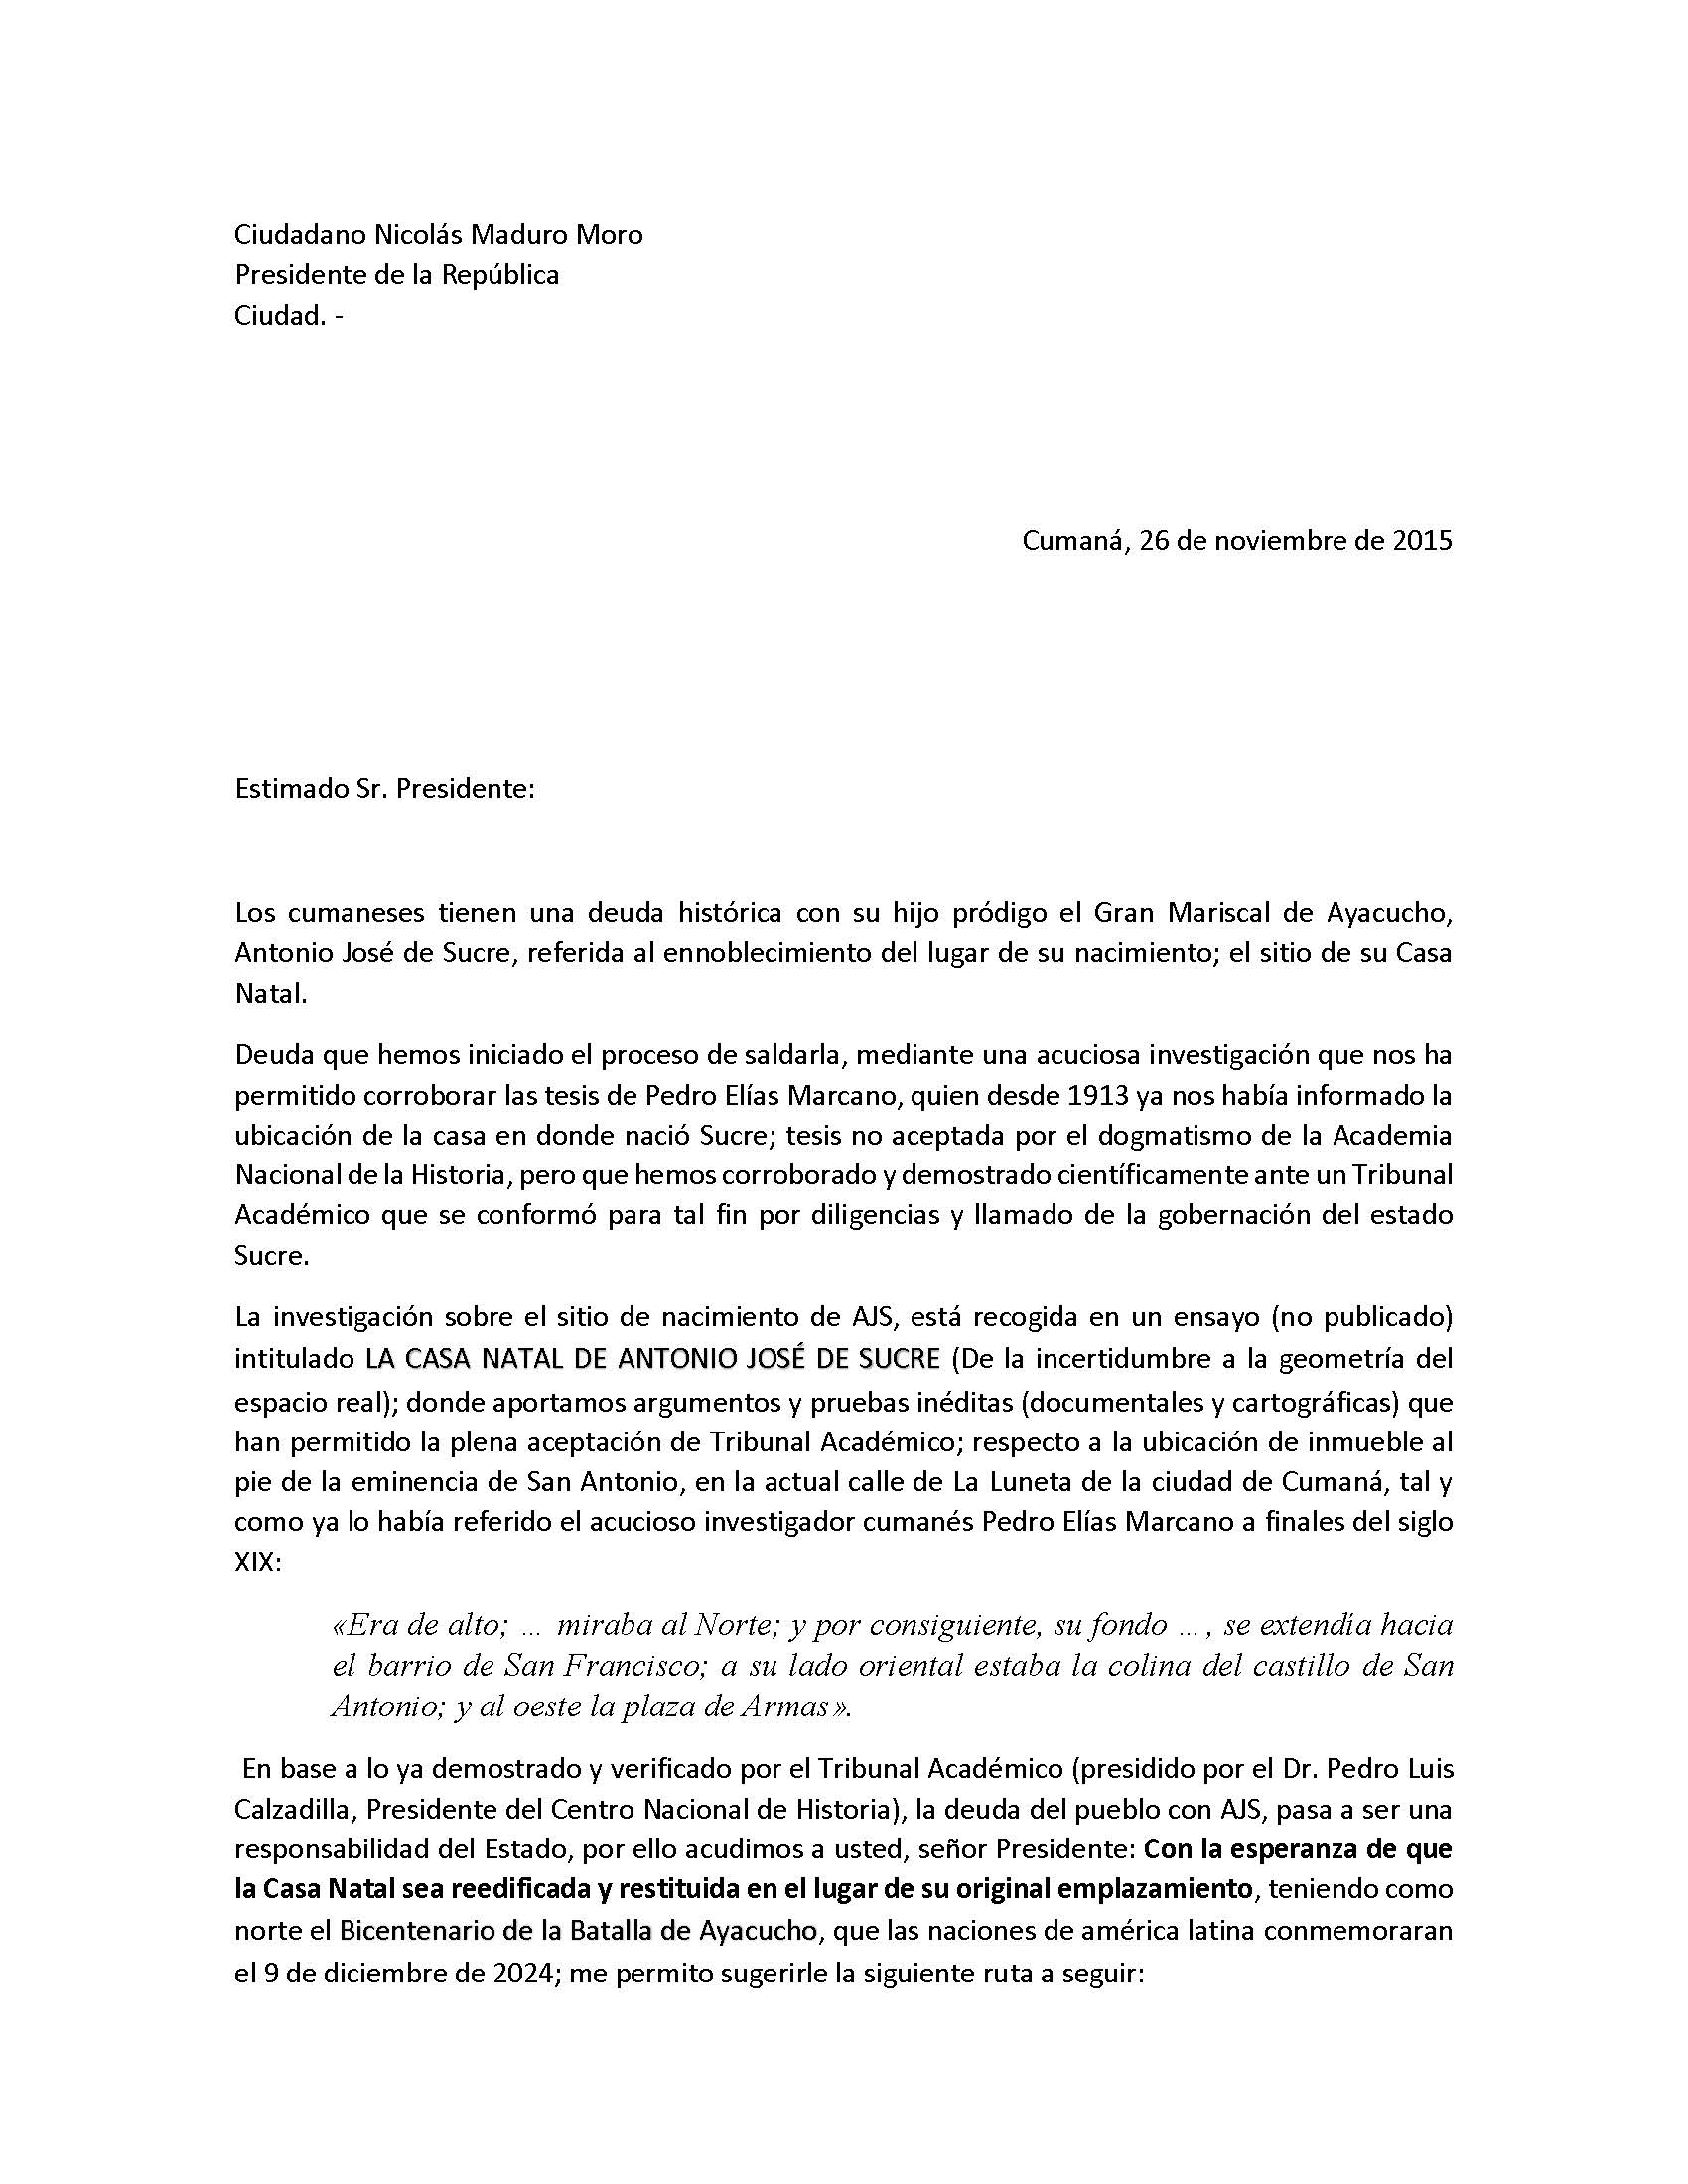 Ciudadano Nicolás Maduro Moro
Presidente de la República
Ciudad. -
Cumaná, 26 de noviembre de 2015
Estimado Sr. Presidente:
Los cumaneses tienen una deuda histórica con su hijo pródigo el Gran Mariscal de Ayacucho,
Antonio José de Sucre, referida al ennoblecimiento del lugar de su nacimiento; el sitio de su Casa
Natal.
Deuda que hemos iniciado el proceso de saldarla, mediante una acuciosa investigación que nos ha
permitido corroborar las tesis de Pedro Elías Marcano, quien desde 1913 ya nos había informado la
ubicación de la casa en donde nació Sucre; tesis no aceptada por el dogmatismo de la Academia
Nacional de la Historia, pero que hemos corroborado y demostrado científicamente ante un Tribunal
Académico que se conformó para tal fin por diligencias y llamado de la gobernación del estado
Sucre.
La investigación sobre el sitio de nacimiento de AJS, está recogida en un ensayo (no publicado)
intitulado LA CASA NATAL DE ANTONIO JOSÉ DE SUCRE (De la incertidumbre a la geometría del
espacio real); donde aportamos argumentos y pruebas inéditas (documentales y cartográficas) que
han permitido la plena aceptación de Tribunal Académico; respecto a la ubicación de inmueble al
pie de la eminencia de San Antonio, en la actual calle de La Luneta de la ciudad de Cumaná, tal y
como ya lo había referido el acucioso investigador cumanés Pedro Elías Marcano a finales del siglo
XIX:
«Era de alto; … miraba al Norte; y por consiguiente, su fondo …, se extendía hacia
el barrio de San Francisco; a su lado oriental estaba la colina del castillo de San
Antonio; y al oeste la plaza de Armas».
En base a lo ya demostrado y verificado por el Tribunal Académico (presidido por el Dr. Pedro Luis
Calzadilla, Presidente del Centro Nacional de Historia), la deuda del pueblo con AJS, pasa a ser una
responsabilidad del Estado, por ello acudimos a usted, señor Presidente: Con la esperanza de que
la Casa Natal sea reedificada y restituida en el lugar de su original emplazamiento, teniendo como
norte el Bicentenario de la Batalla de Ayacucho, que las naciones de américa latina conmemoraran
el 9 de diciembre de 2024; me permito sugerirle la siguiente ruta a seguir: